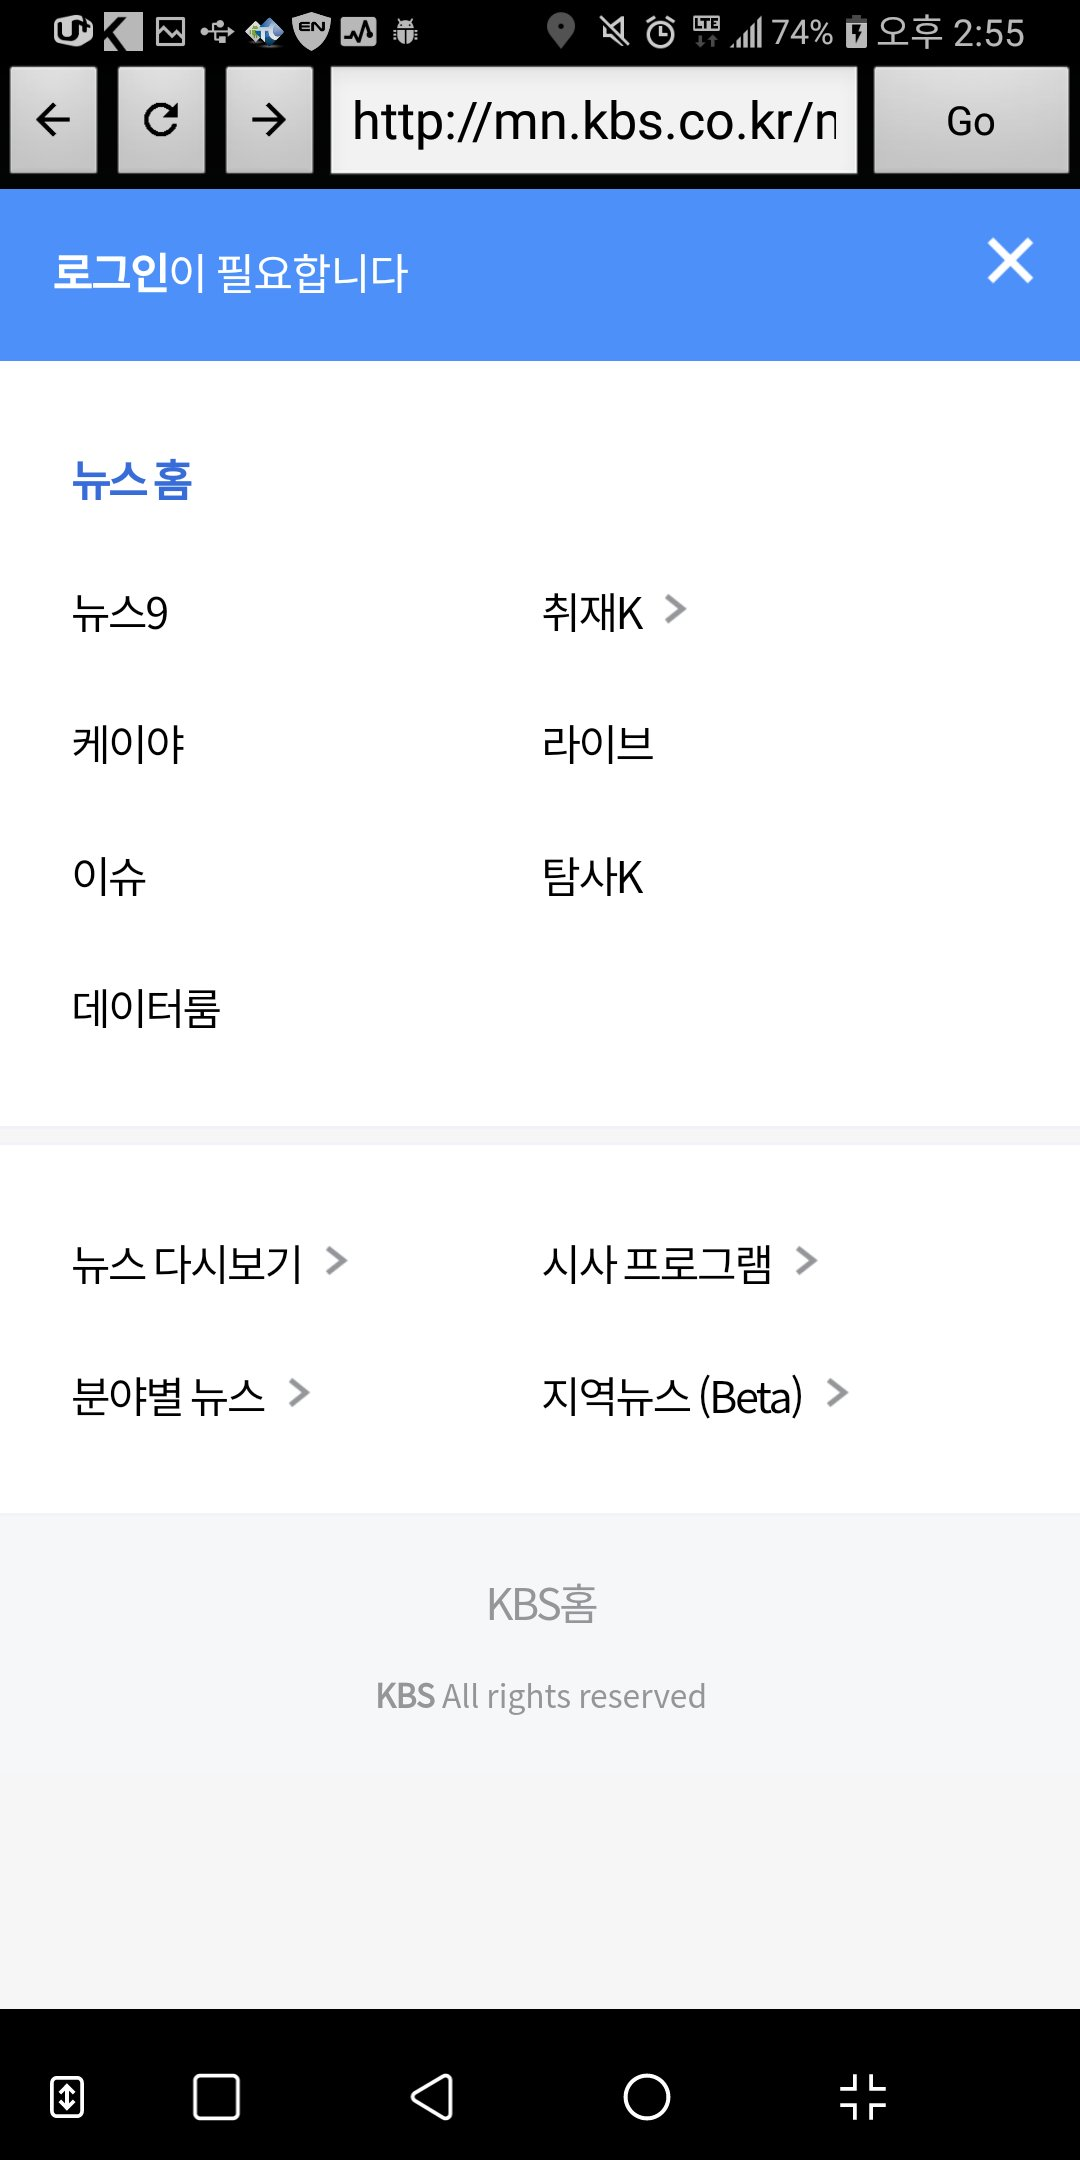 EN LTE 74% 오후 2:55
http://mn.kbs.co.kr/n Go
로그인이 필요합니다
뉴스 홈
뉴스9 취재K
케이야 라이브
이슈 탐사K
데이터룸
뉴스 다시보기 시사 프로그램
분야별 뉴스 지역뉴스 (Beta)
KBS홈
KBS All rights reserved